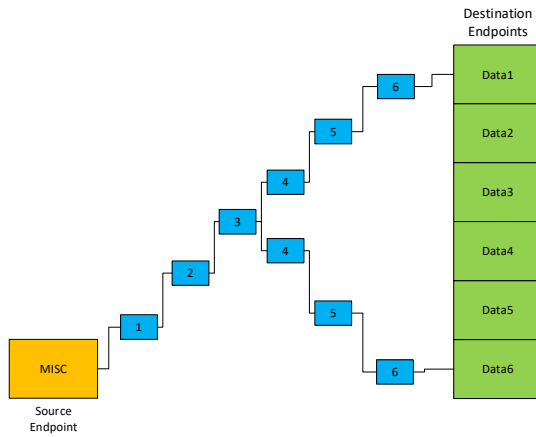 Destination
Endpoints
Data1
6
Data2
5
Data3
4
3
Data4
4
2
Data5
5
1
Data6
6
MISC
Source
Endpoint